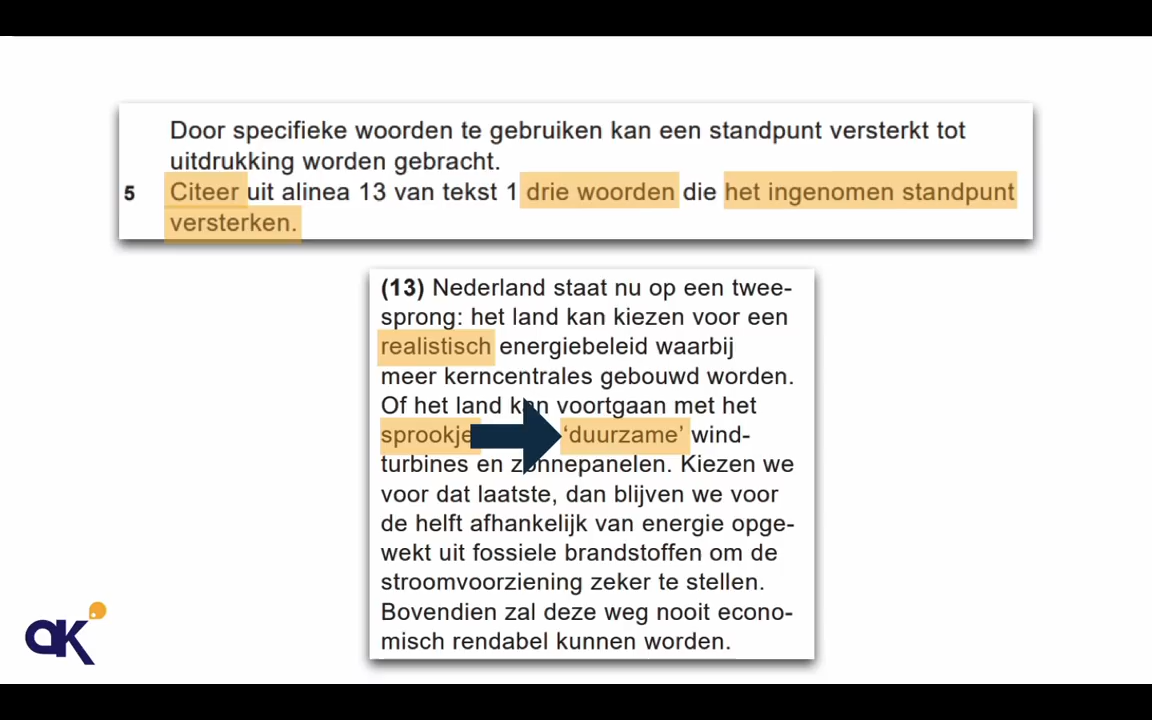 Door specifieke woorden te gebruiken kan een standpunt versterkt tot
uitdrukking worden gebracht.
5 Citeer uit alinea 13 van tekst 1 drie woorden die het ingenomen standpunt
versterken.
(13) Nederland staat nu op een twee-
sprong: het land kan kiezen voor een
realistisch energiebeleid waarbij
meer kerncentrales gebouwd worden.
Of het land kan voortgaan met het
sprookje ‘duurzame’ wind-
turbines en zonnepanelen. Kiezen we
voor dat laatste, dan blijven we voor
de helft afhankelijk van energie opge-
wekt uit fossiele brandstoffen om de
stroomvoorziening zeker te stellen.
Bovendien zal deze weg nooit econo-
misch rendabel kunnen worden.
aK